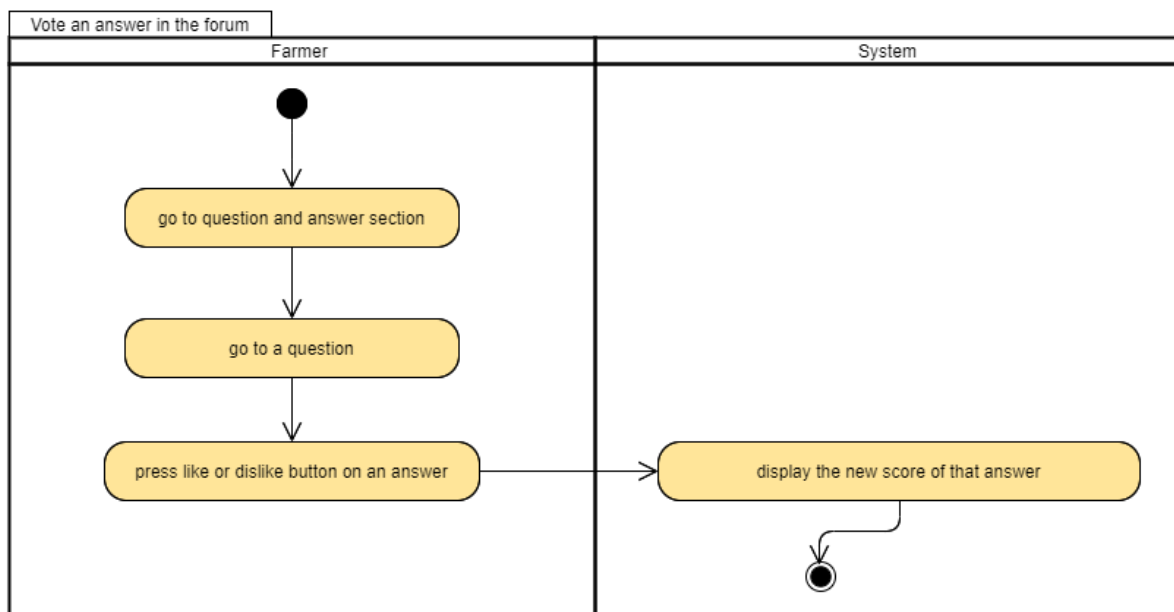 Vote an answer in the forum
Farmer
System
go to question and answer section
go to a question
press like or dislike button on an answer
display the new score of that answer